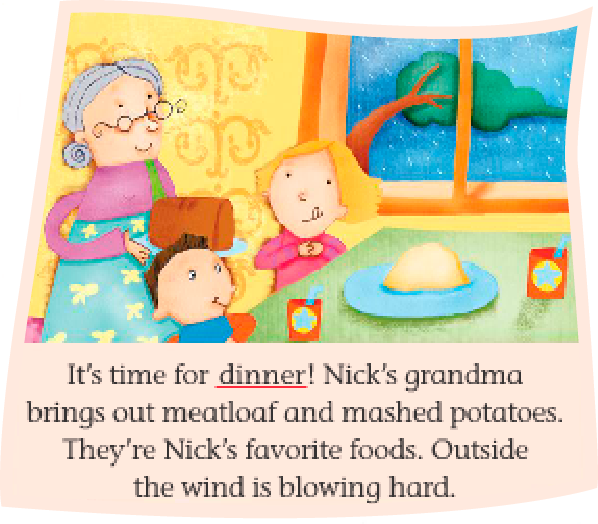 It's time for dinner! Nick's grandma
brings out meatloaf and mashed potatoes.
They're Nick's favorite foods. Outside
the wind is blowing hard.